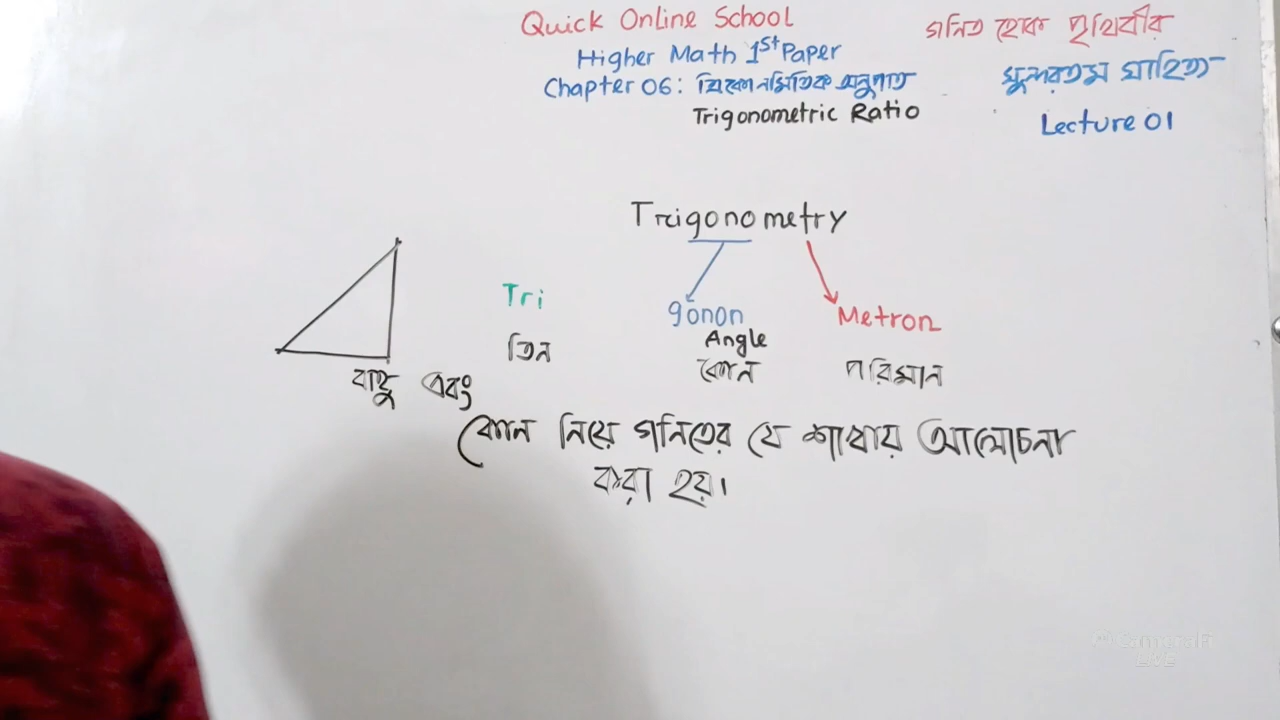 Quick Online School
Higher Math 1st Paper
Chapter 06: ত্রিকোনমিতিক অনুপাত
Trigonometric Ratio
গনিত হোক পৃথিবীর
সুন্দরতম সাহিত্য
Lecture 01
Trigonometry
Tri gonon Metron
Angle
তিন কোন পরিমান
বাহু এবং
কোন নিয়ে গনিতের যে শাখায় আলোচনা
করা হয়।